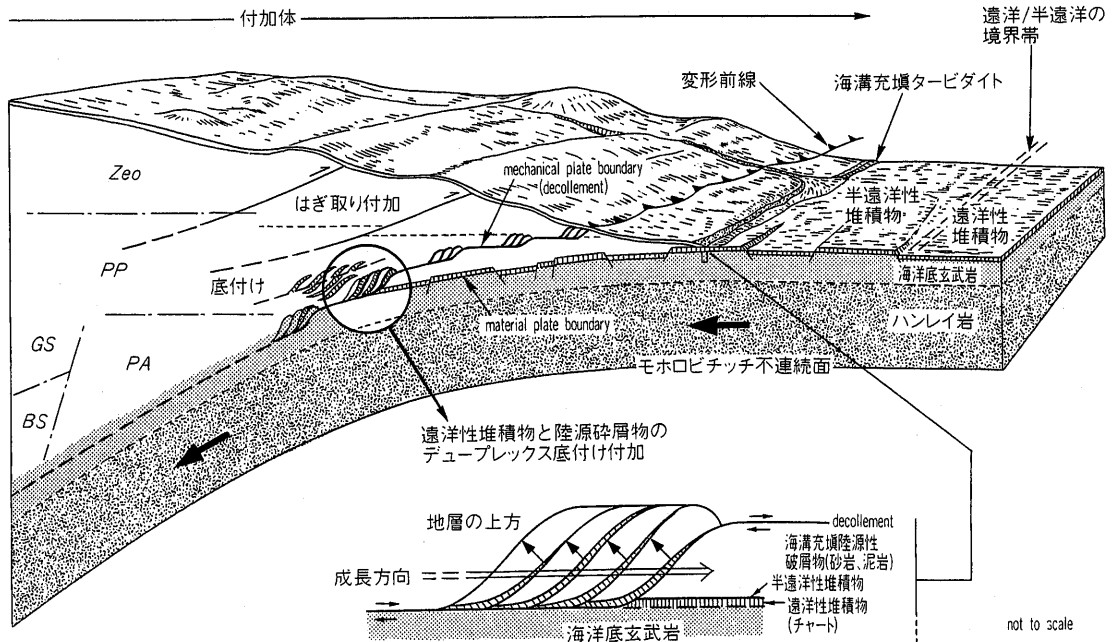 付加体
遠洋/半遠洋の
境界帯
変形前線
海溝充塡タービダイト
mechanical plate boundary
(decollement)
Zeo
はぎ取り付加
半遠洋性
堆積物
遠洋性
堆積物
PP
底付け
海洋底玄武岩
material plate boundary
ハンレイ岩
GS
PA
モホロビチッチ不連続面
BS
遠洋性堆積物と陸源砕屑物の
デュープレックス底付け付加
地層の上方
decollement
海溝充塡陸源性
破屑物(砂岩、泥岩)
成長方向
半遠洋性堆積物
遠洋性堆積物
(チャート)
海洋底玄武岩
not to scale